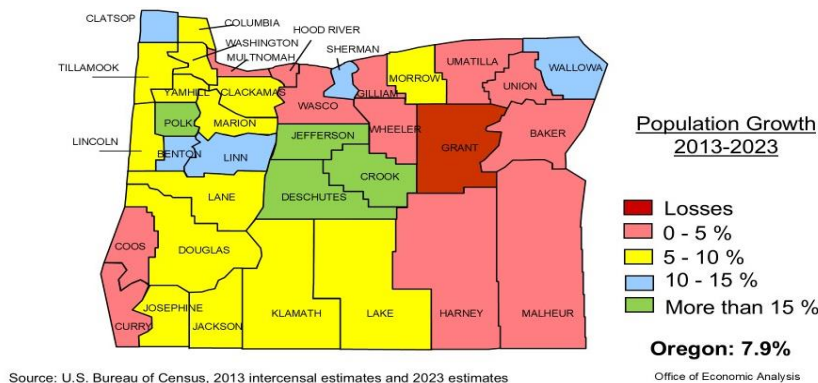 CLATSOP
COLUMBIA
WASHINGTON
HOOD RIVER
MULTNOMAH
SHERMAN
UMATILLA
WALLOWA
TILLAMOOK
MORROW
UNION
YAMHILL
CLACKAMAS
GILLIAM
WASCO
POLK
MARION
WHEELER
BAKER
JEFFERSON
LINCOLN
BENTON
LINN
GRANT
CROOK
LANE
DESCHUTES
COOS
DOUGLAS
JOSEPHINE
CURRY
JACKSON
KLAMATH
LAKE
HARNEY
MALHEUR
Population Growth
2013-2023
Losses
0 - 5 %
5 - 10 %
10 - 15 %
More than 15 %
Oregon: 7.9%
Source: U.S. Bureau of Census, 2013 intercensal estimates and 2023 estimates
Office of Economic Analysis